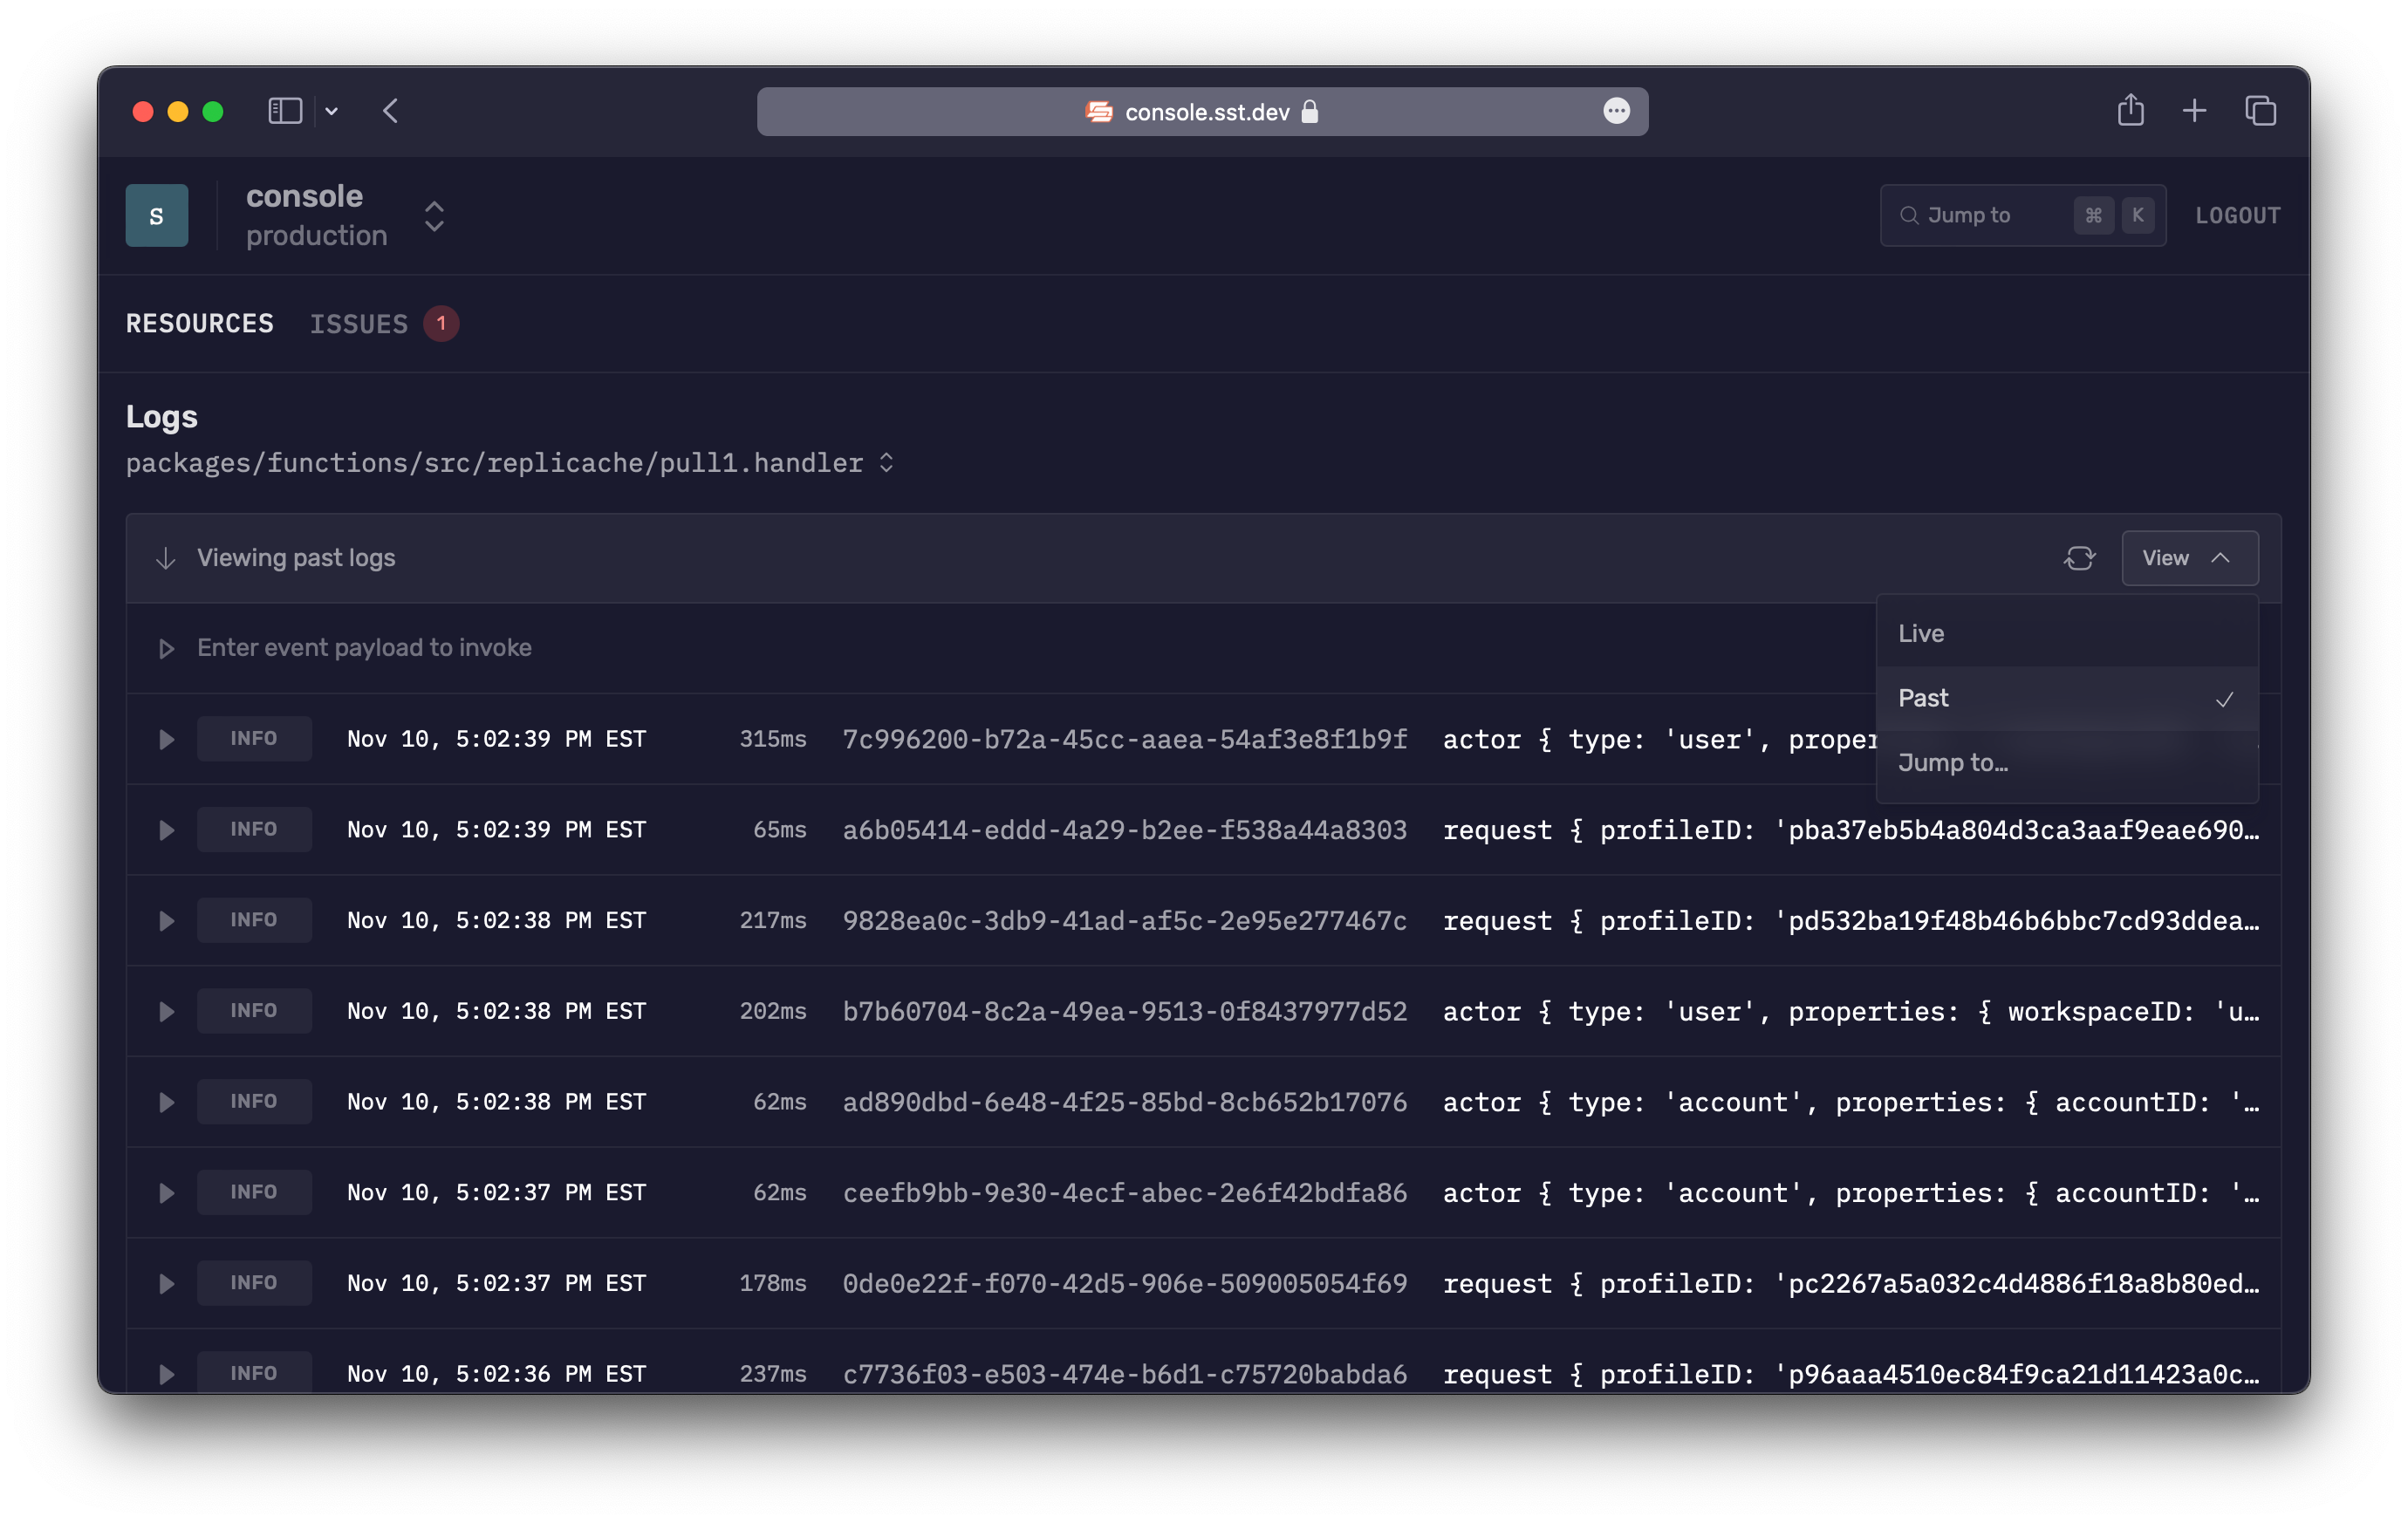 console.sst.dev
S
console
production
Jump to ⌘ K
LOGOUT
RESOURCES ISSUES 1
Logs
packages/functions/src/replicache/pull1.handler
Viewing past logs
View
Live
Past
Jump to…
Enter event payload to invoke
INFO Nov 10, 5:02:39 PM EST 315ms 7c996200-b72a-45cc-aaea-54af3e8f1b9f actor { type: 'user', proper
INFO Nov 10, 5:02:39 PM EST 65ms a6b05414-eddd-4a29-b2ee-f538a44a8303 request { profileID: 'pba37eb5b4a804d3ca3aaf9eae690…
INFO Nov 10, 5:02:38 PM EST 217ms 9828ea0c-3db9-41ad-af5c-2e95e277467c request { profileID: 'pd532ba19f48b46b6bbc7cd93ddea…
INFO Nov 10, 5:02:38 PM EST 202ms b7b60704-8c2a-49ea-9513-0f8437977d52 actor { type: 'user', properties: { workspaceID: 'u…
INFO Nov 10, 5:02:38 PM EST 62ms ad890dbd-6e48-4f25-85bd-8cb652b17076 actor { type: 'account', properties: { accountID: '…
INFO Nov 10, 5:02:37 PM EST 62ms ceefb9bb-9e30-4ecf-abec-2e6f42bdfa86 actor { type: 'account', properties: { accountID: '…
INFO Nov 10, 5:02:37 PM EST 178ms 0de0e22f-f070-42d5-906e-509005054f69 request { profileID: 'pc2267a5a032c4d4886f18a8b80ed…
INFO Nov 10, 5:02:36 PM EST 237ms c7736f03-e503-474e-b6d1-c75720babda6 request { profileID: 'p96aaa4510ec84f9ca21d11423a0c…